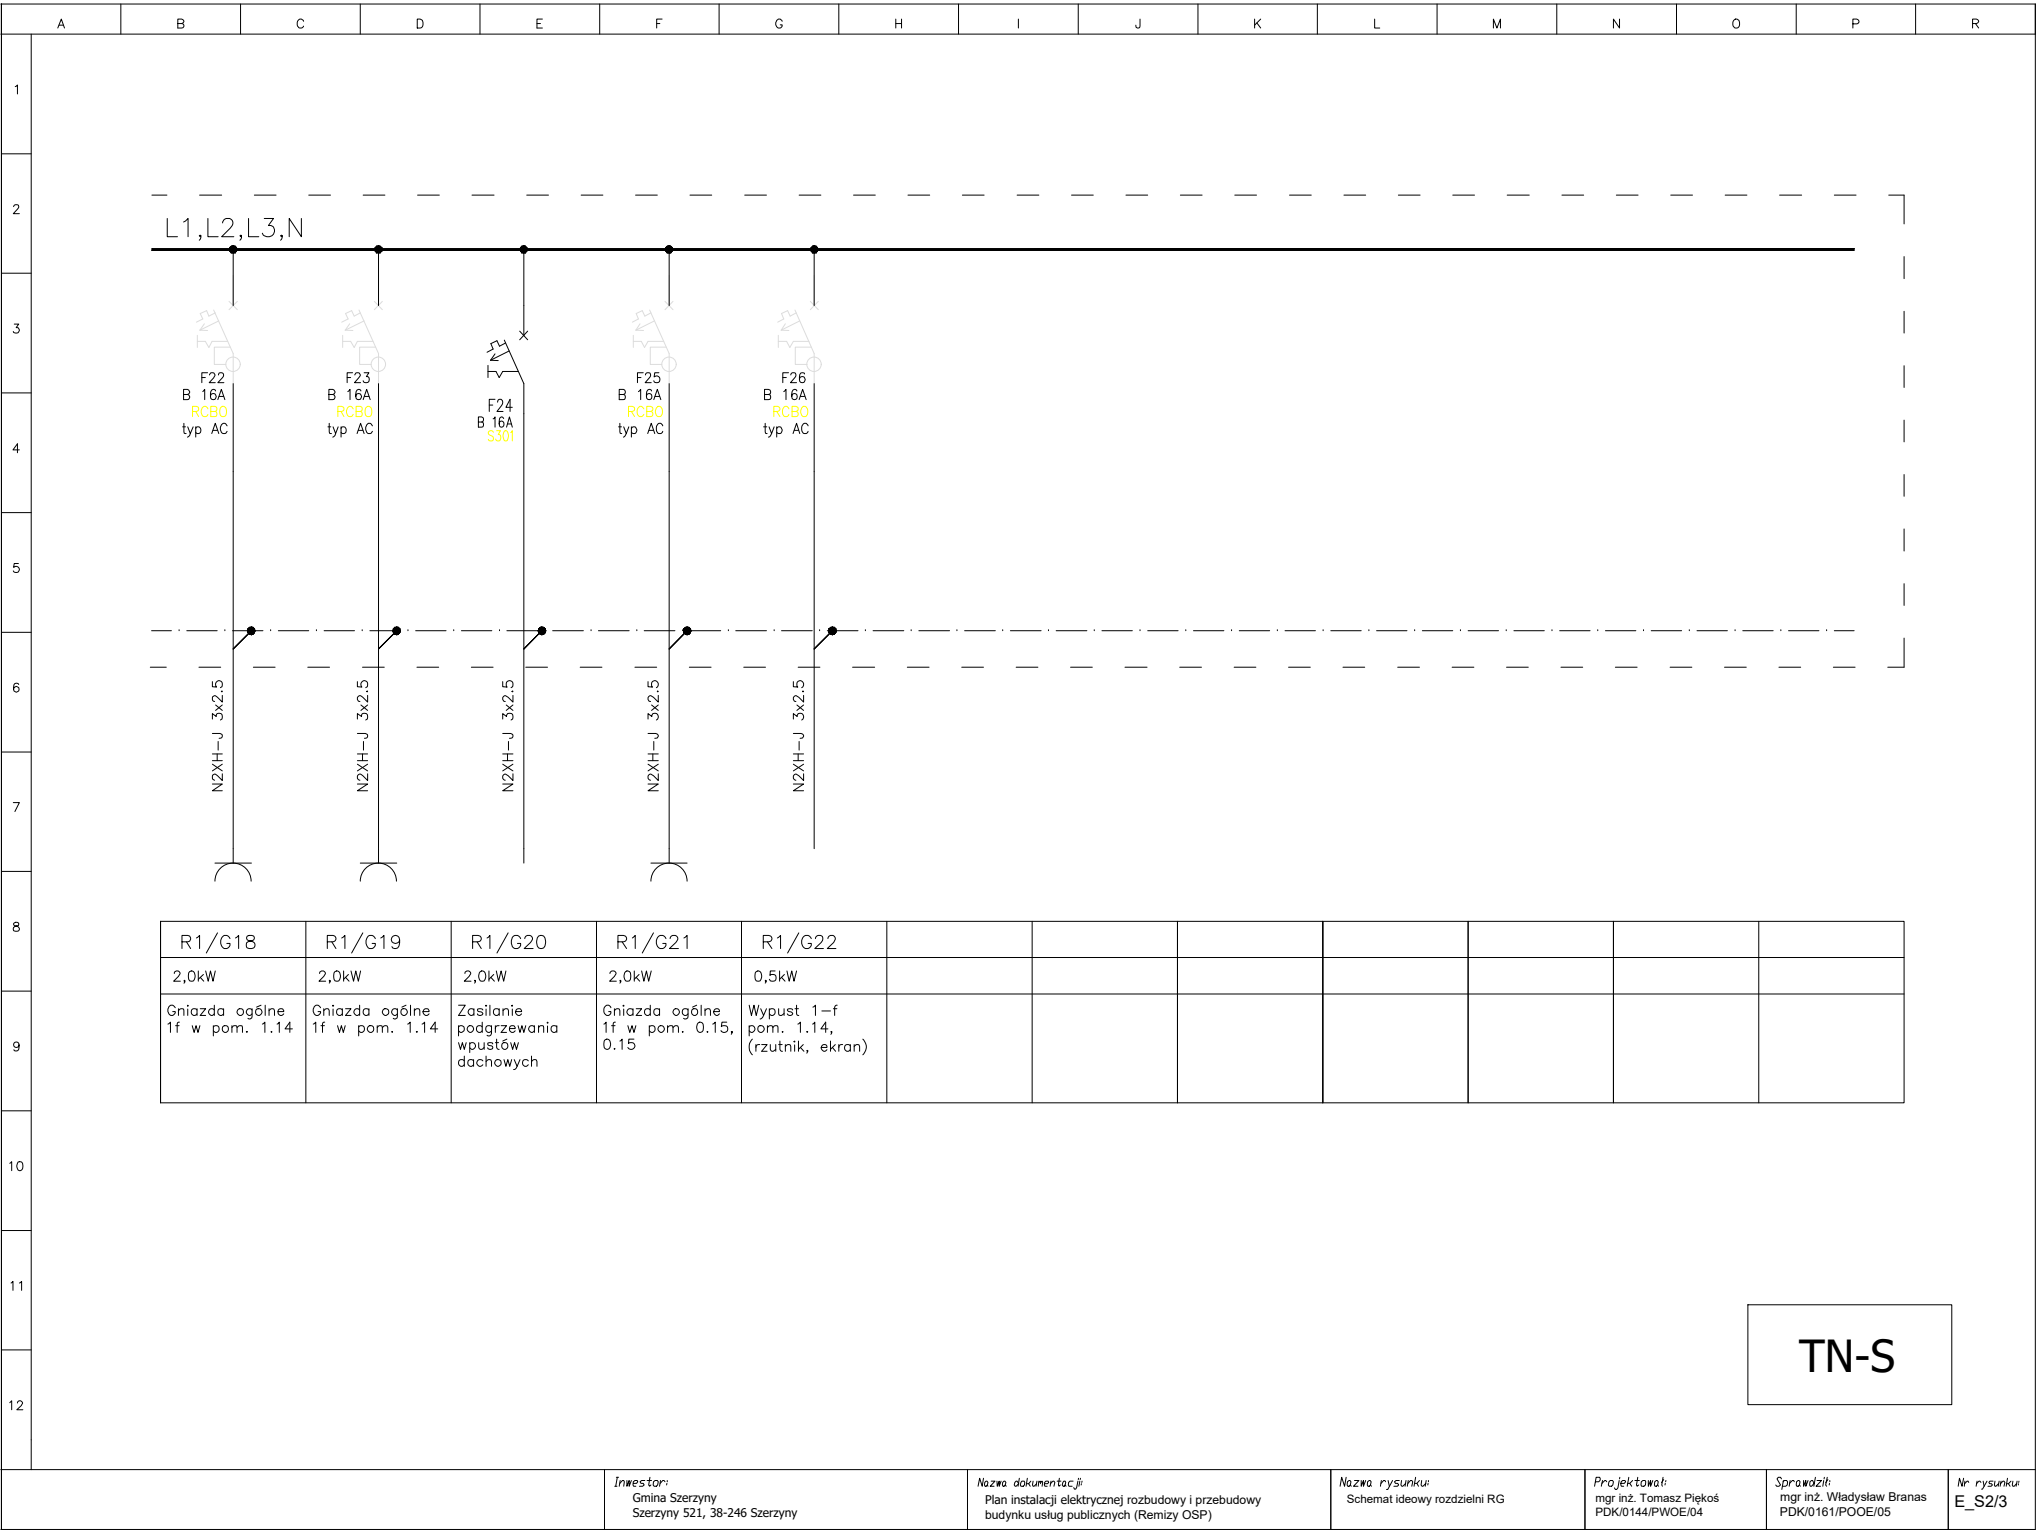 A B C D E F G H I J K L M N O P R
1
2
3
4
5
6
7
8
9
10
11
12
L1,L2,L3,N
F22
B 16A
RCBO
typ AC
F23
B 16A
RCBO
typ AC
F24
B 16A
S301
F25
B 16A
RCBO
typ AC
F26
B 16A
RCBO
typ AC
N2XH-J 3x2.5
N2XH-J 3x2.5
N2XH-J 3x2.5
N2XH-J 3x2.5
N2XH-J 3x2.5
R1/G18 R1/G19 R1/G20 R1/G21 R1/G22
2,0kW 2,0kW 2,0kW 2,0kW 0,5kW
Gniazda ogólne
1f w pom. 1.14
Gniazda ogólne
1f w pom. 1.14
Zasilanie
podgrzewania
wpustów
dachowych
Gniazda ogólne
1f w pom. 0.15,
0.15
Wypust 1-f
pom. 1.14,
(rzutnik, ekran)
TN-S
Inwestor:
Gmina Szerzyny
Szerzyny 521, 38-246 Szerzyny
Nazwa dokumentacji:
Plan instalacji elektrycznej rozbudowy i przebudowy
budynku usług publicznych (Remizy OSP)
Nazwa rysunku:
Schemat ideowy rozdzielni RG
Projektował:
mgr inż. Tomasz Piękoś
PDK/0144/PWOE/04
Sprawdził:
mgr inż. Władysław Branas
PDK/0161/POOE/05
Nr rysunku:
E_S2/3